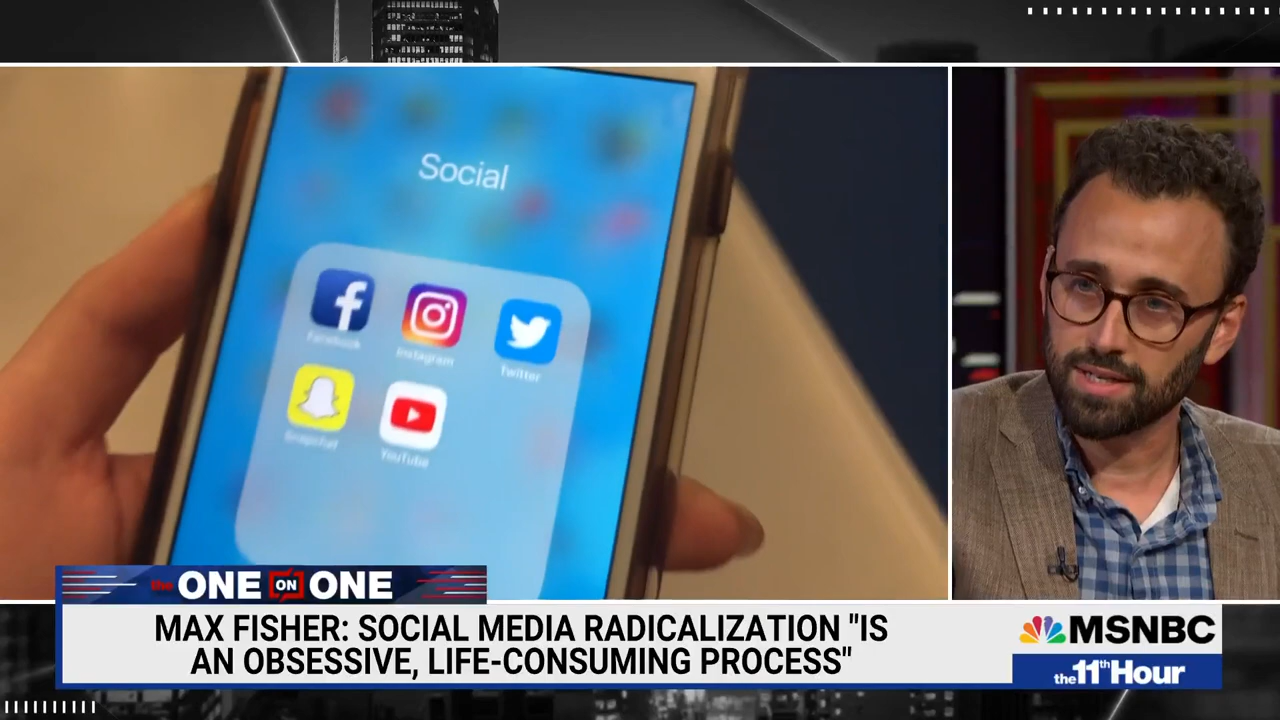 Social
Facebook
Instagram
Twitter
Snapchat
YouTube
the ONE ON ONE
MAX FISHER: SOCIAL MEDIA RADICALIZATION "IS
AN OBSESSIVE, LIFE-CONSUMING PROCESS"
MSNBC
the 11th Hour